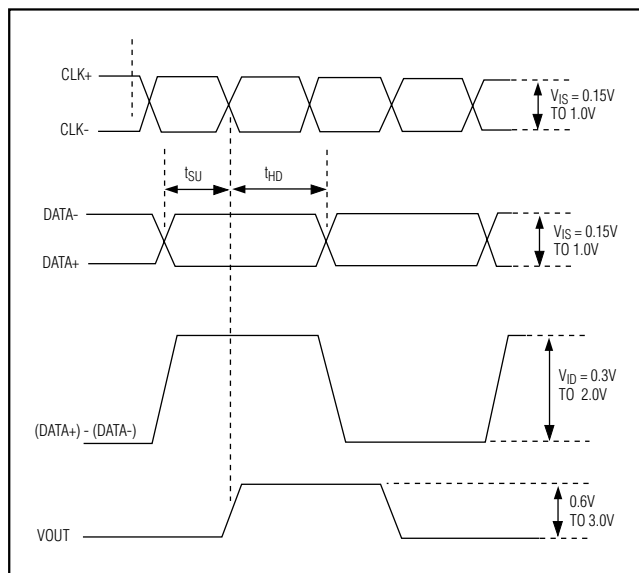 CLK+
CLK-
VIS = 0.15V
TO 1.0V
tSU
tHD
DATA-
DATA+
VIS = 0.15V
TO 1.0V
(DATA+) - (DATA-)
VID = 0.3V
TO 2.0V
VOUT
0.6V
TO 3.0V